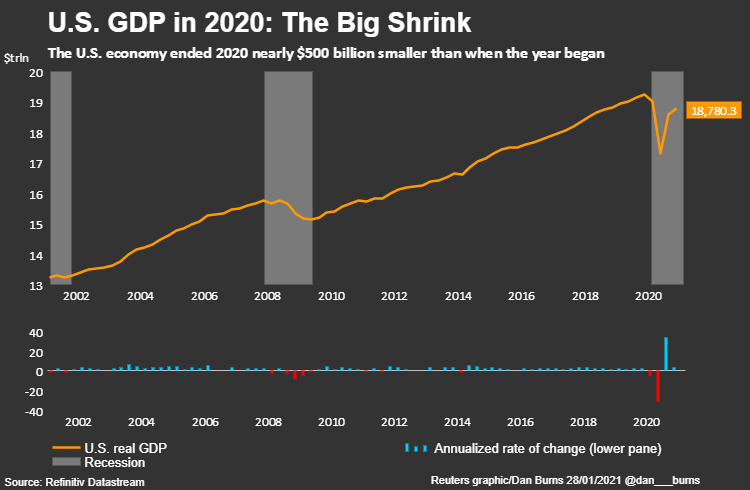 U.S. GDP in 2020: The Big Shrink
The U.S. economy ended 2020 nearly $500 billion smaller than when the year began
$trln
20
19
18
17
16
15
14
13
18,780.3
2002 2004 2006 2008 2010 2012 2014 2016 2018 2020
40
20
0
-20
-40
2002 2004 2006 2008 2010 2012 2014 2016 2018 2020
U.S. real GDP
Annualized rate of change (lower pane)
Recession
Source: Refinitiv Datastream
Reuters graphic/Dan Burns 28/01/2021 @dan___burns